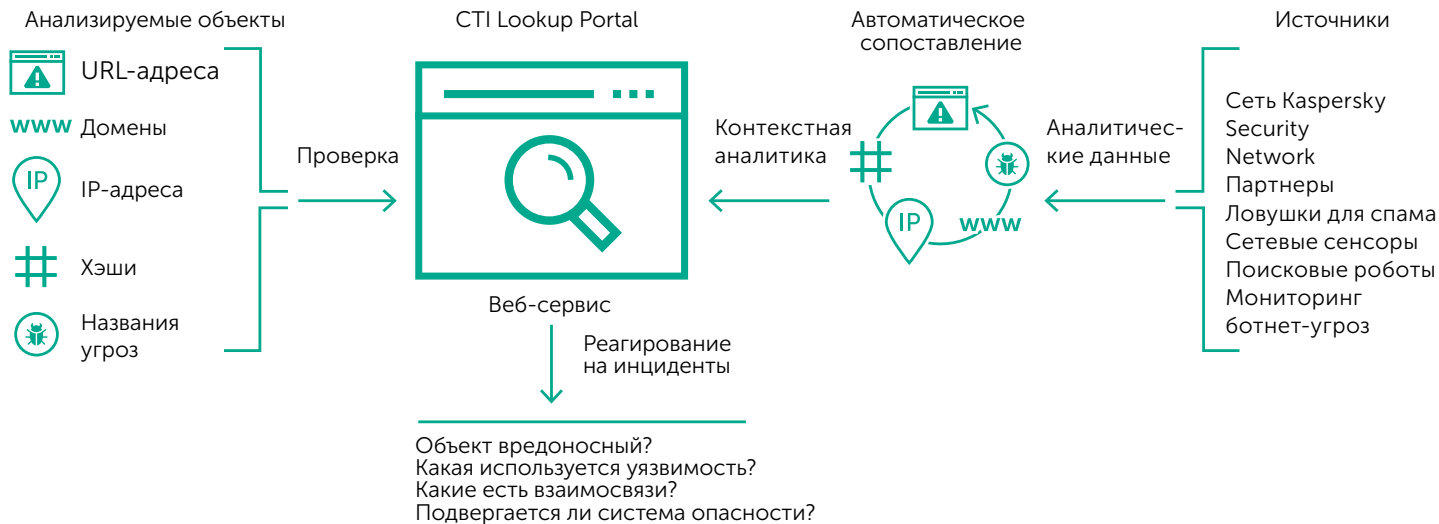 Анализируемые объекты
URL-адреса
www Домены
IP
IP-адреса
Хэши
Названия
угроз
Проверка
CTI Lookup Portal
Веб-сервис
Реагирование
на инциденты
Объект вредоносный?
Какая используется уязвимость?
Какие есть взаимосвязи?
Подвергается ли система опасности?
Контекстная
аналитика
Автоматическое
сопоставление
IP
www
Аналитичес-
кие данные
Источники
Сеть Kaspersky
Security
Network
Партнеры
Ловушки для спама
Сетевые сенсоры
Поисковые роботы
Мониторинг
ботнет-угроз